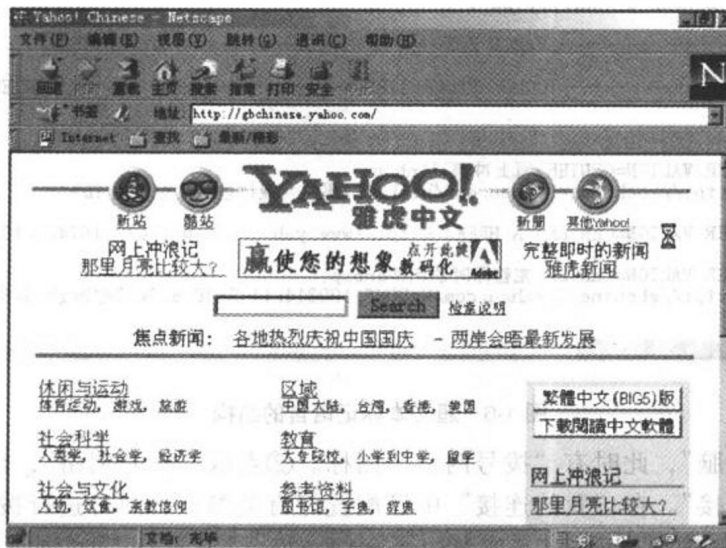 Yahoo! Chinese - Netscape
文件(F) 编辑(E) 视图(V) 跳转(G) 通讯(C) 帮助(H)
回退 重载 主页 搜索 指南 打印 安全
N
书签 地址: http://gbchinese.yahoo.com/
Internet 查找 最新/精彩
新站 酷站 YAHOO! 新聞 其他Yahoo!
雅虎中文
网上冲浪记
那里月亮比较大?
赢 使您的想象 数码化 点开此健 Adobe
完整即时的新闻
雅虎新闻
Search 检索说明
焦点新闻: 各地热烈庆祝中国国庆 - 两岸会晤最新发展
休闲与运动
体育运动, 游戏, 旅游
社会科学
人类学, 社会学, 经济学
社会与文化
人物, 饮食, 宗教信仰
区域
中国大陆, 台湾, 香港, 美国
教育
大专院校, 小学到中学, 留学
参考资料
图书馆, 字典, 辞典
繁體中文(BIG5)版
下載閱讀中文軟體
网上冲浪记
那里月亮比较大?
文档: 完毕